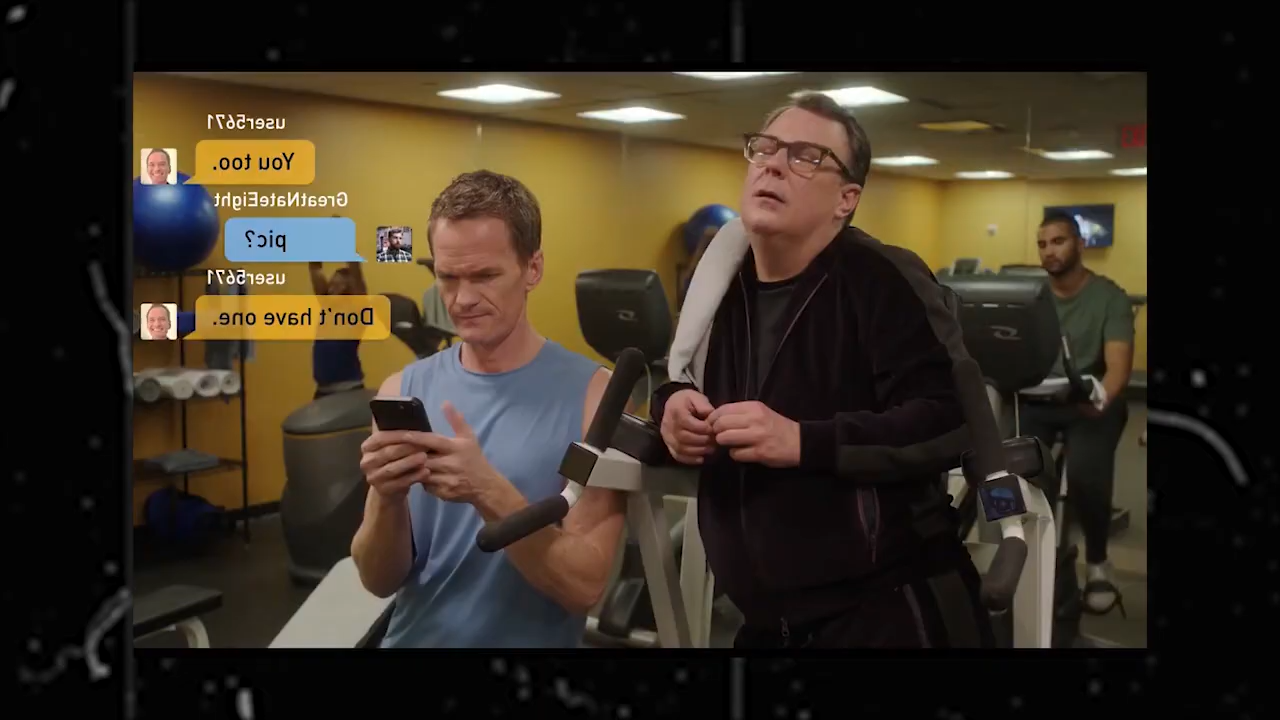 user5671
You too.
GreatNateEight
pic?
user5671
Don't have one.